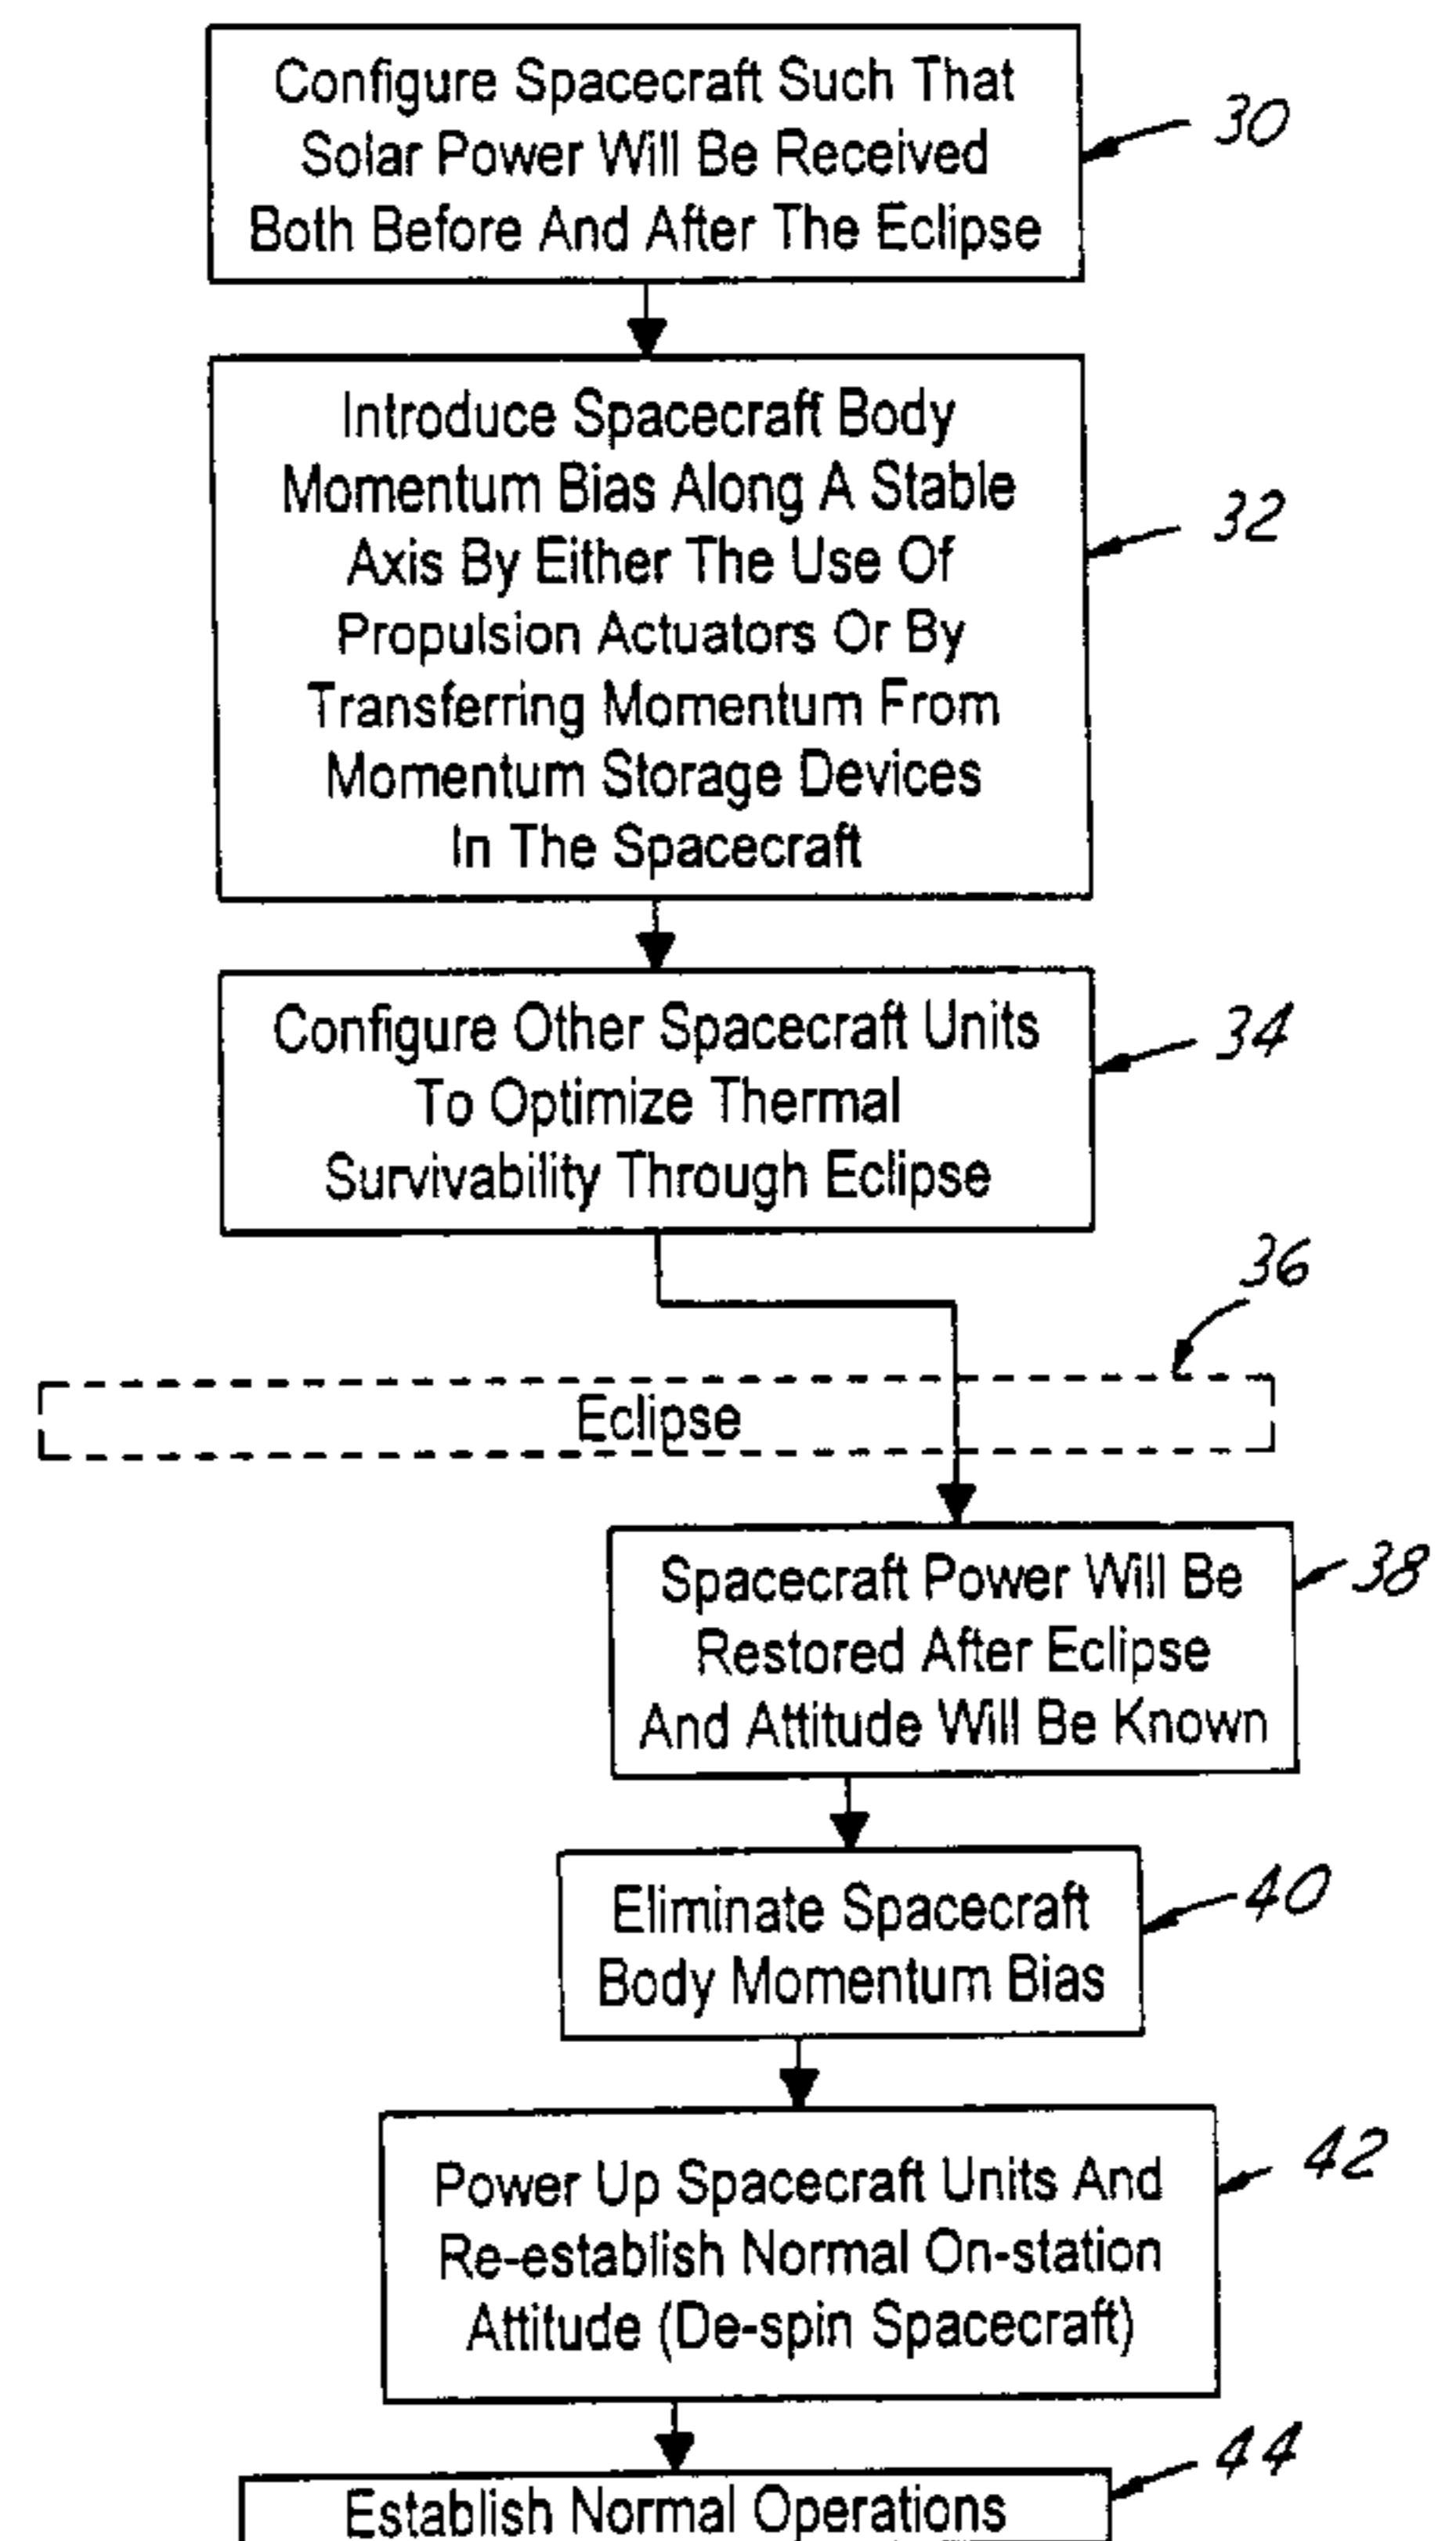 Configure Spacecraft Such That
Solar Power Will Be Received
Both Before And After The Eclipse
30
Introduce Spacecraft Body
Momentum Bias Along A Stable
Axis By Either The Use Of
Propulsion Actuators Or By
Transferring Momentum From
Momentum Storage Devices
In The Spacecraft
32
Configure Other Spacecraft Units
To Optimize Thermal
Survivability Through Eclipse
34
36
Eclipse
Spacecraft Power Will Be
Restored After Eclipse
And Attitude Will Be Known
38
Eliminate Spacecraft
Body Momentum Bias
40
Power Up Spacecraft Units And
Re-establish Normal On-station
Attitude (De-spin Spacecraft)
42
44
Establish Normal Operations